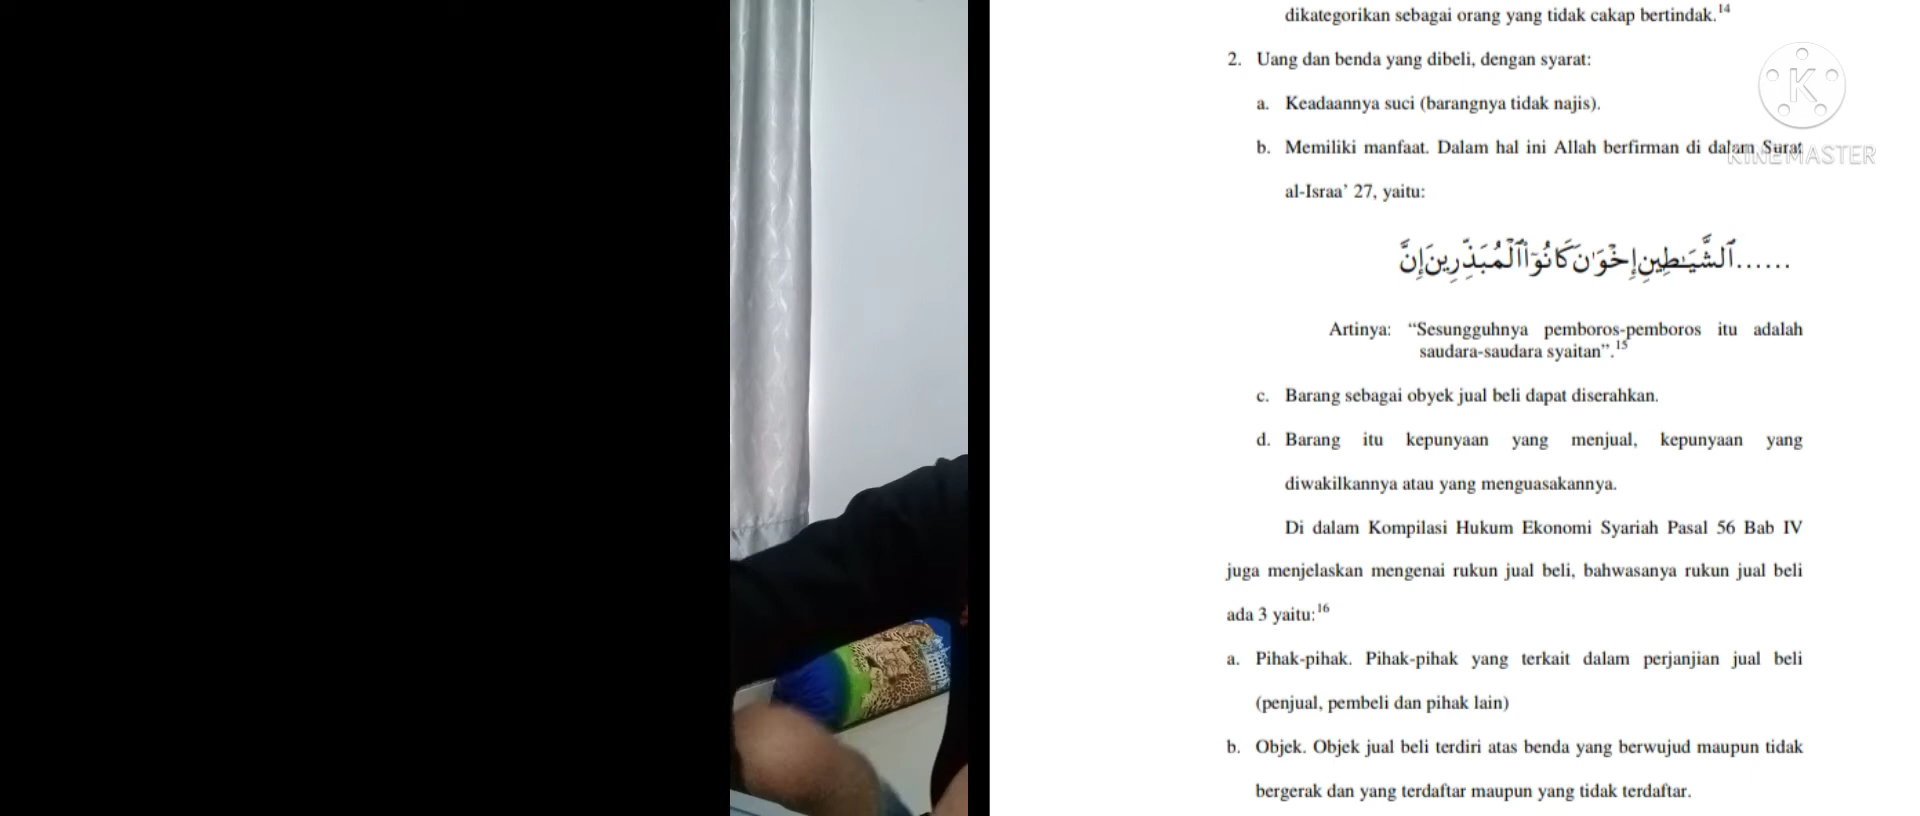 dikategorikan sebagai orang yang tidak cakap bertindak.14
2. Uang dan benda yang dibeli, dengan syarat:
a. Keadaannya suci (barangnya tidak najis).
b. Memiliki manfaat. Dalam hal ini Allah berfirman di dalam Surat
al-Israa’ 27, yaitu:
......ٱلشَّيَـٰطِينِإِخْوَٰنَكَانُوٓا۟ٱلْمُبَذِّرِينَإِنَّ
Artinya: “Sesungguhnya pemboros-pemboros itu adalah
saudara-saudara syaitan”.15
c. Barang sebagai obyek jual beli dapat diserahkan.
d. Barang itu kepunyaan yang menjual, kepunyaan yang
diwakilkannya atau yang menguasakannya.
Di dalam Kompilasi Hukum Ekonomi Syariah Pasal 56 Bab IV
juga menjelaskan mengenai rukun jual beli, bahwasanya rukun jual beli
ada 3 yaitu:16
a. Pihak-pihak. Pihak-pihak yang terkait dalam perjanjian jual beli
(penjual, pembeli dan pihak lain)
b. Objek. Objek jual beli terdiri atas benda yang berwujud maupun tidak
bergerak dan yang terdaftar maupun yang tidak terdaftar.
K
KINEMASTER